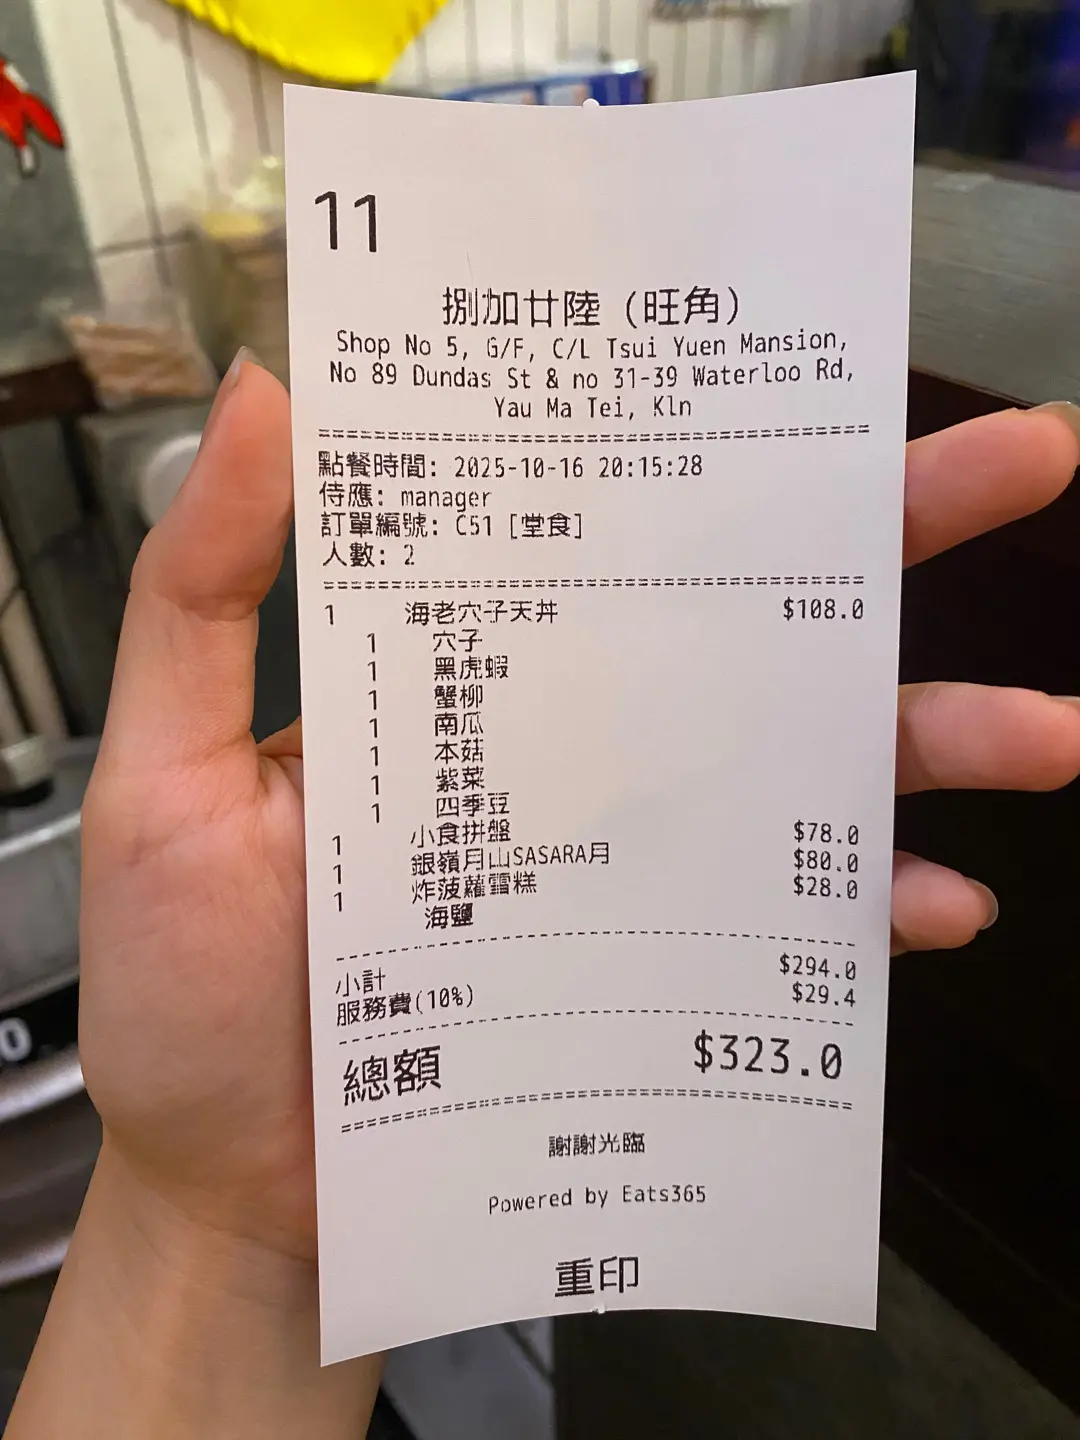 11
捌加廿陸 (旺角)
Shop No 5, G/F, C/L Tsui Yuen Mansion,
No 89 Dundas St & no 31-39 Waterloo Rd,
Yau Ma Tei, Kln
點餐時間: 2025-10-16 20:15:28
侍應: manager
訂單編號: C51 [堂食]
人數: 2
1 海老穴子天丼 $108.0
1 穴子
1 黑虎蝦
1 蟹柳
1 南瓜
1 本菇
1 紫菜
1 四季豆
1 小食拼盤 $78.0
1 銀嶺月山SASARA月 $80.0
1 炸菠蘿雪糕 $28.0
海鹽
小計 $294.0
服務費(10%) $29.4
總額 $323.0
謝謝光臨
Powered by Eats365
重印